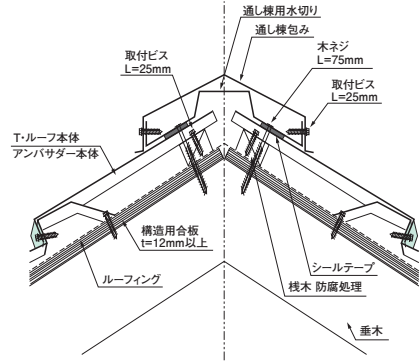 通し棟用水切り
通し棟包み
取付ビス
L=25mm
木ネジ
L=75mm
取付ビス
L=25mm
T・ルーフ本体
アンバサダー本体
構造用合板
t=12mm以上
シールテープ
ルーフィング
桟木 防腐処理
垂木